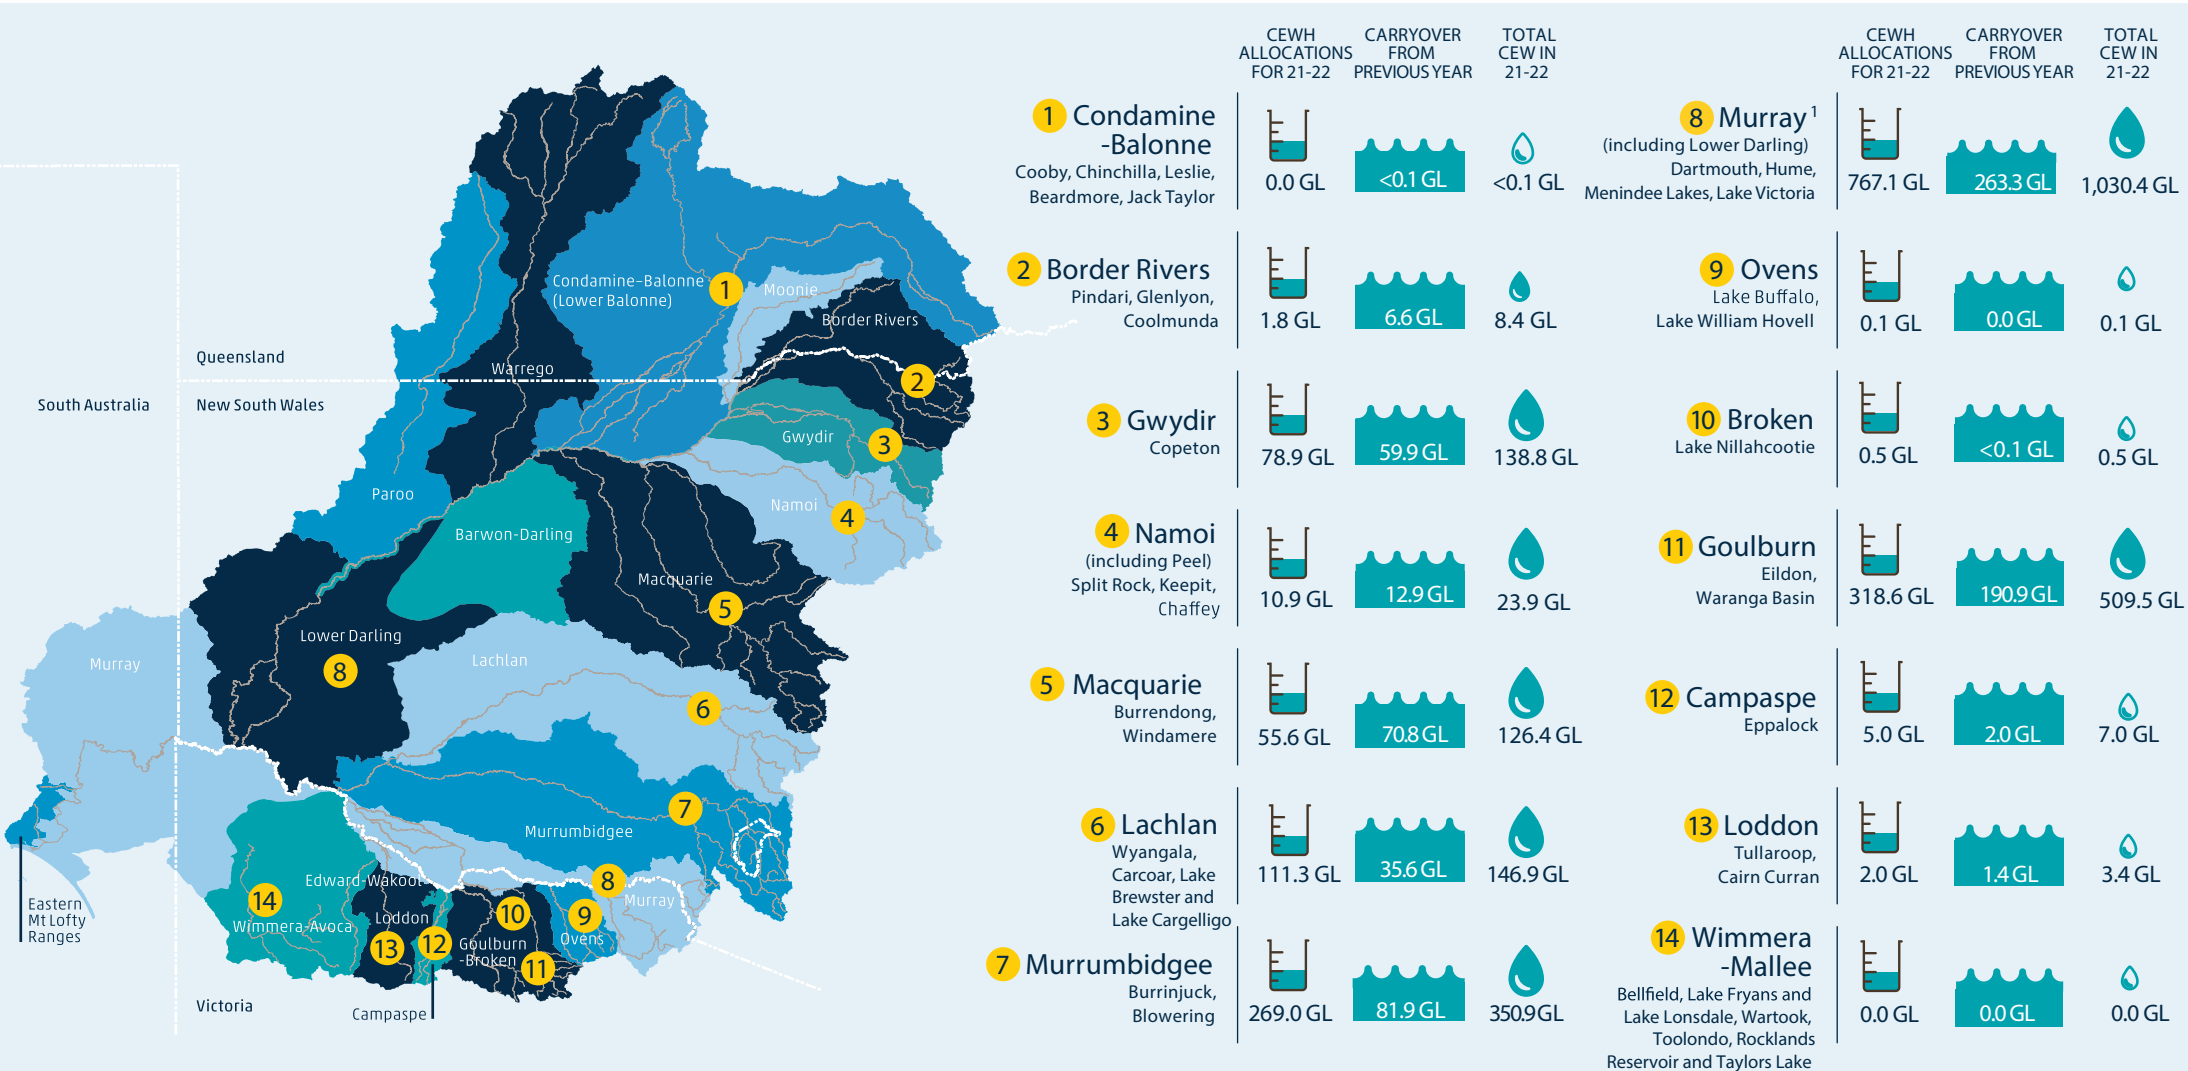 Queensland
South Australia
New South Wales
Victoria
Condamine–Balonne
(Lower Balonne)
1
Moonie
Border Rivers
2
Warrego
Gwydir
3
Paroo
Namoi
4
Barwon-Darling
Macquarie
5
Lower Darling
8
Murray
Lachlan
6
Murrumbidgee
7
Edward-Wakool
8
Murray
14
Wimmera-Avoca
Loddon
13
12
10
Goulburn
-Broken
11
9
Ovens
Eastern
Mt Lofty
Ranges
Campaspe
CEWH
ALLOCATIONS
FOR 21-22
CARRYOVER
FROM
PREVIOUS YEAR
TOTAL
CEW IN
21-22
1 Condamine
-Balonne
Cooby, Chinchilla, Leslie,
Beardmore, Jack Taylor
0.0 GL
<0.1 GL
<0.1 GL
2 Border Rivers
Pindari, Glenlyon,
Coolmunda
1.8 GL
6.6 GL
8.4 GL
3 Gwydir
Copeton
78.9 GL
59.9 GL
138.8 GL
4 Namoi
(including Peel)
Split Rock, Keepit,
Chaffey
10.9 GL
12.9 GL
23.9 GL
5 Macquarie
Burrendong,
Windamere
55.6 GL
70.8 GL
126.4 GL
6 Lachlan
Wyangala,
Carcoar, Lake
Brewster and
Lake Cargelligo
111.3 GL
35.6 GL
146.9 GL
7 Murrumbidgee
Burrinjuck,
Blowering
269.0 GL
81.9 GL
350.9GL
CEWH
ALLOCATIONS
FOR 21-22
CARRYOVER
FROM
PREVIOUS YEAR
TOTAL
CEW IN
21-22
8 Murray 1
(including Lower Darling)
Dartmouth, Hume,
Menindee Lakes, Lake Victoria
767.1 GL
263.3 GL
1,030.4 GL
9 Ovens
Lake Buffalo,
Lake William Hovell
0.1 GL
0.0 GL
0.1 GL
10 Broken
Lake Nillahcootie
0.5 GL
<0.1 GL
0.5 GL
11 Goulburn
Eildon,
Waranga Basin
318.6 GL
190.9 GL
509.5 GL
12 Campaspe
Eppalock
5.0 GL
2.0 GL
7.0 GL
13 Loddon
Tullaroop,
Cairn Curran
2.0 GL
1.4 GL
3.4 GL
14 Wimmera
-Mallee
Bellfield, Lake Fryans and
Lake Lonsdale, Wartook,
Toolondo, Rocklands
Reservoir and Taylors Lake
0.0 GL
0.0 GL
0.0 GL